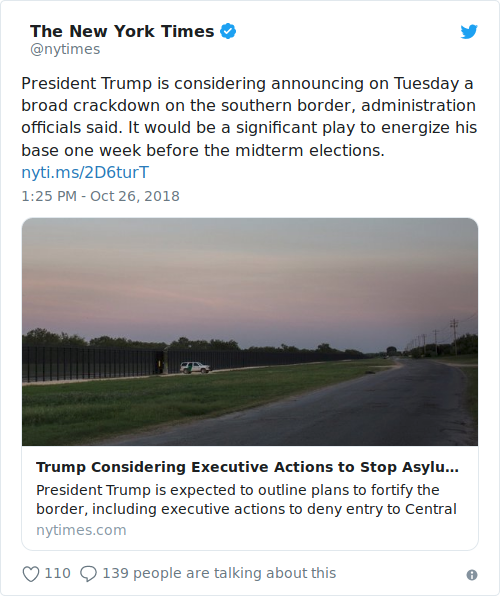 The New York Times
@nytimes
President Trump is considering announcing on Tuesday a
broad crackdown on the southern border, administration
officials said. It would be a significant play to energize his
base one week before the midterm elections.
nyti.ms/2D6turT
1:25 PM - Oct 26, 2018
Trump Considering Executive Actions to Stop Asylu...
President Trump is expected to outline plans to fortify the
border, including executive actions to deny entry to Central
nytimes.com
110 139 people are talking about this